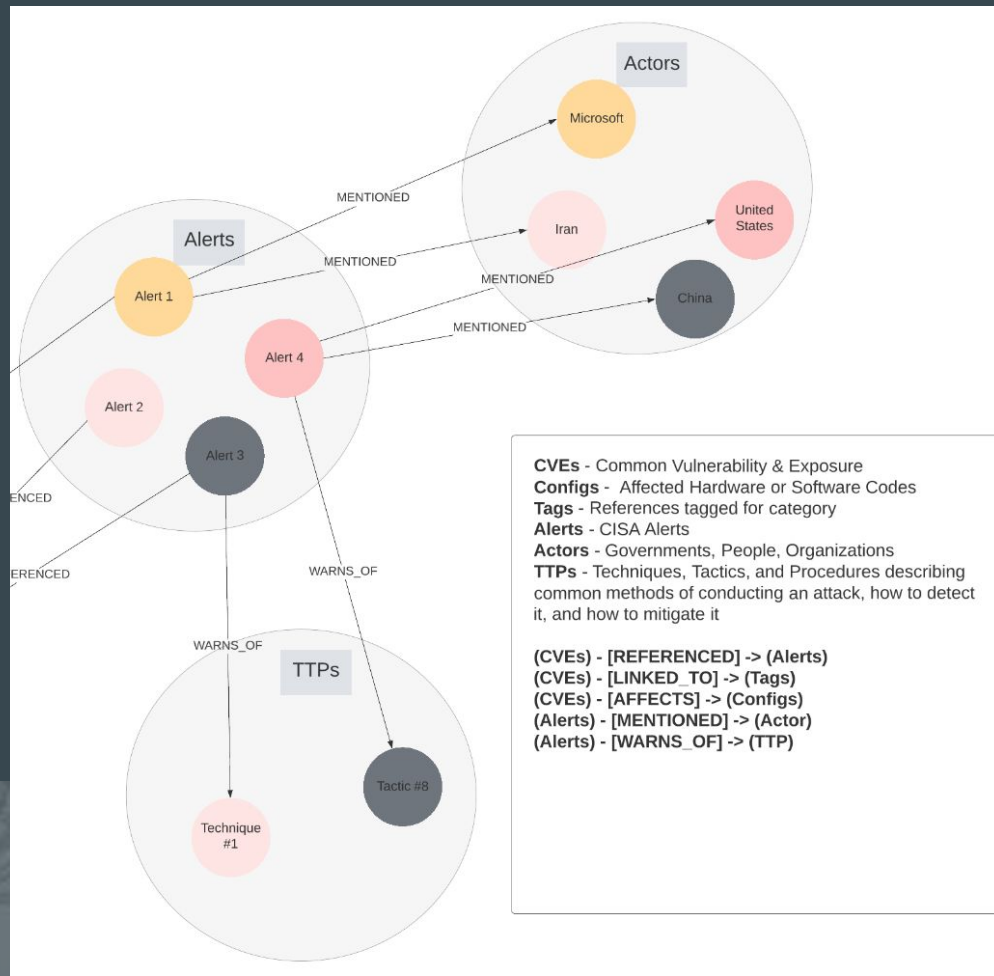 Actors
Microsoft
MENTIONED
United
States
Iran
Alerts
MENTIONED
MENTIONED
Alert 1
China
MENTIONED
Alert 4
Alert 2
Alert 3
ENCED
ERENCED
WARNS_OF
WARNS_OF
TTPs
Tactic #8
Technique
#1
CVEs - Common Vulnerability & Exposure
Configs - Affected Hardware or Software Codes
Tags - References tagged for category
Alerts - CISA Alerts
Actors - Governments, People, Organizations
TTPs - Techniques, Tactics, and Procedures describing
common methods of conducting an attack, how to detect
it, and how to mitigate it
(CVEs) - [REFERENCED] -> (Alerts)
(CVEs) - [LINKED_TO] -> (Tags)
(CVEs) - [AFFECTS] -> (Configs)
(Alerts) - [MENTIONED] -> (Actor)
(Alerts) - [WARNS_OF] -> (TTP)